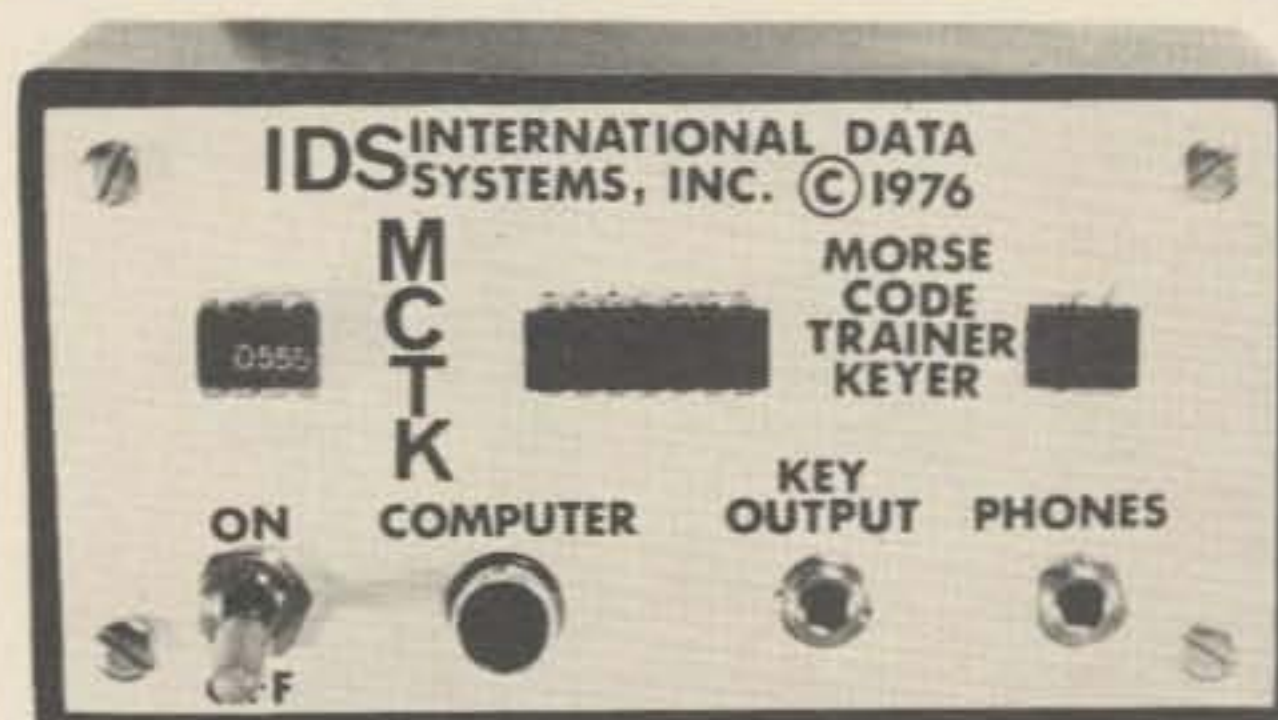 IDS INTERNATIONAL DATA
SYSTEMS, INC. © 1976
M
C
T
K
MORSE
CODE
TRAINER
KEYER
0555
ON
COMPUTER
KEY
OUTPUT
PHONES